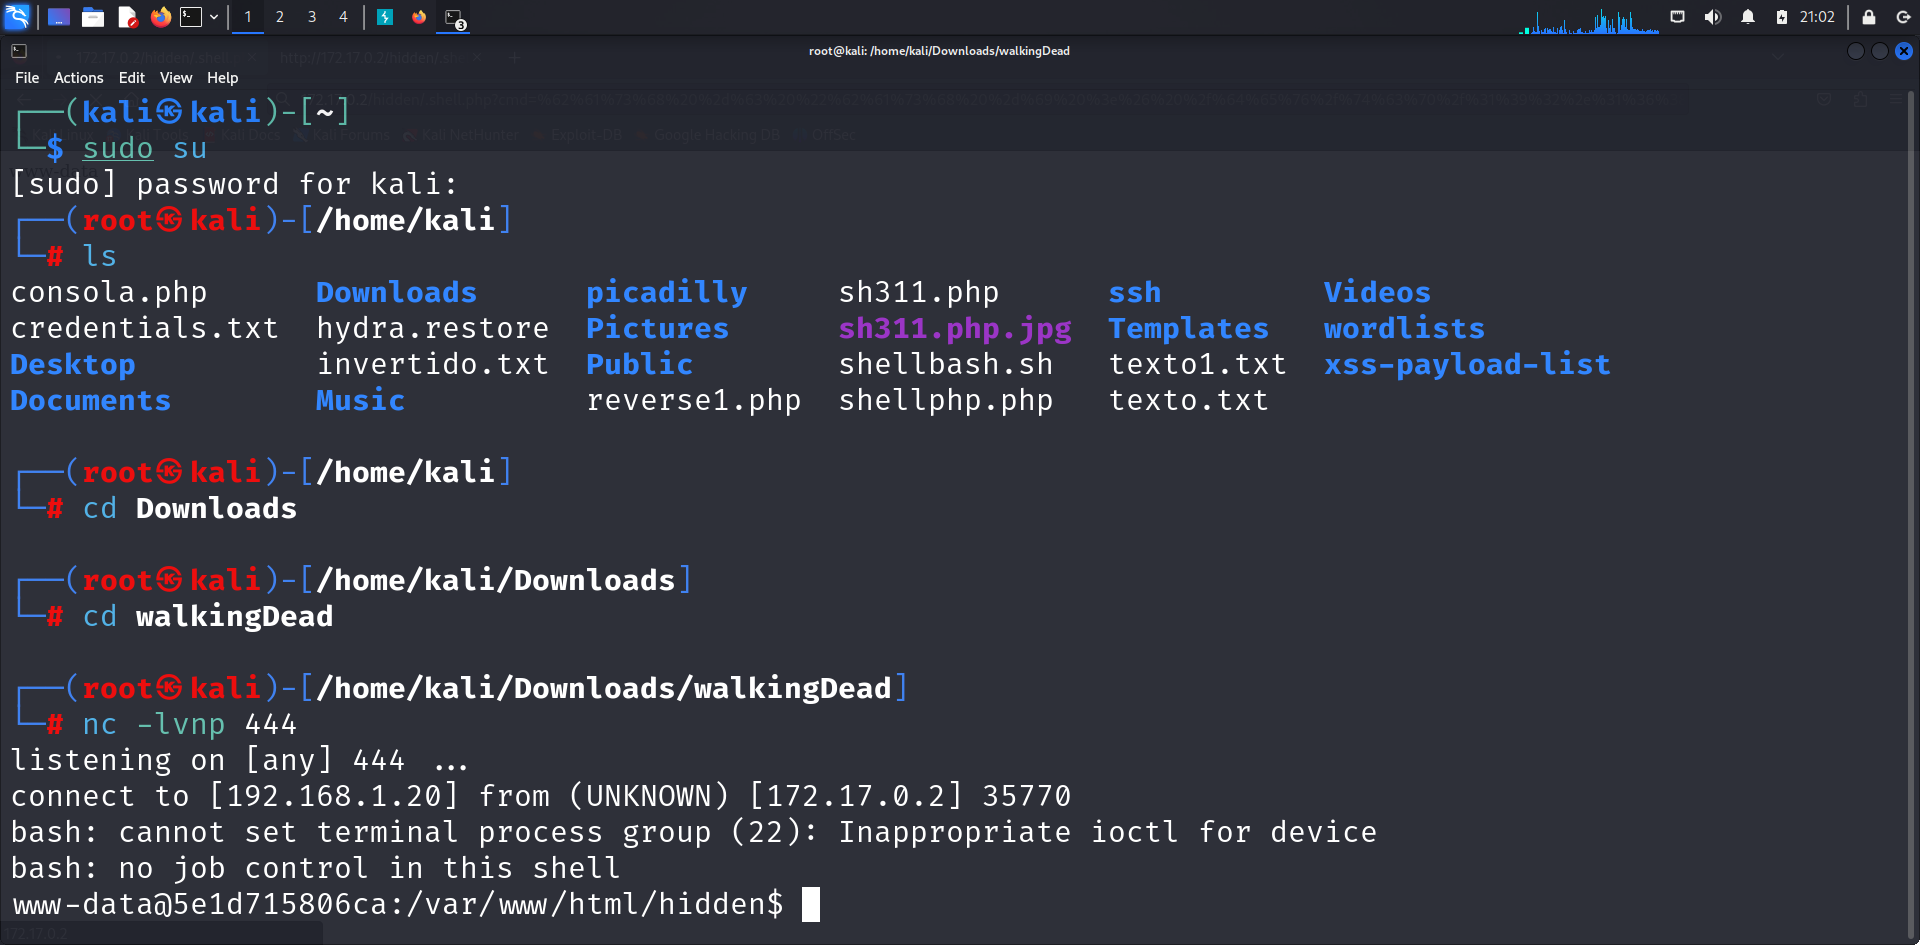 1 2 3 4 3 21:02
root@kali: /home/kali/Downloads/walkingDead
File Actions Edit View Help
(kali㉿kali)-[~]
$ sudo su
[sudo] password for kali:
(root㉿kali)-[/home/kali]
# ls
consola.php Downloads picadilly sh311.php ssh Videos
credentials.txt hydra.restore Pictures sh311.php.jpg Templates wordlists
Desktop invertido.txt Public shellbash.sh texto1.txt xss-payload-list
Documents Music reverse1.php shellphp.php texto.txt
(root㉿kali)-[/home/kali]
# cd Downloads
(root㉿kali)-[/home/kali/Downloads]
# cd walkingDead
(root㉿kali)-[/home/kali/Downloads/walkingDead]
# nc -lvnp 444
listening on [any] 444 ...
connect to [192.168.1.20] from (UNKNOWN) [172.17.0.2] 35770
bash: cannot set terminal process group (22): Inappropriate ioctl for device
bash: no job control in this shell
www-data@5e1d715806ca:/var/www/html/hidden$
172.17.0.2